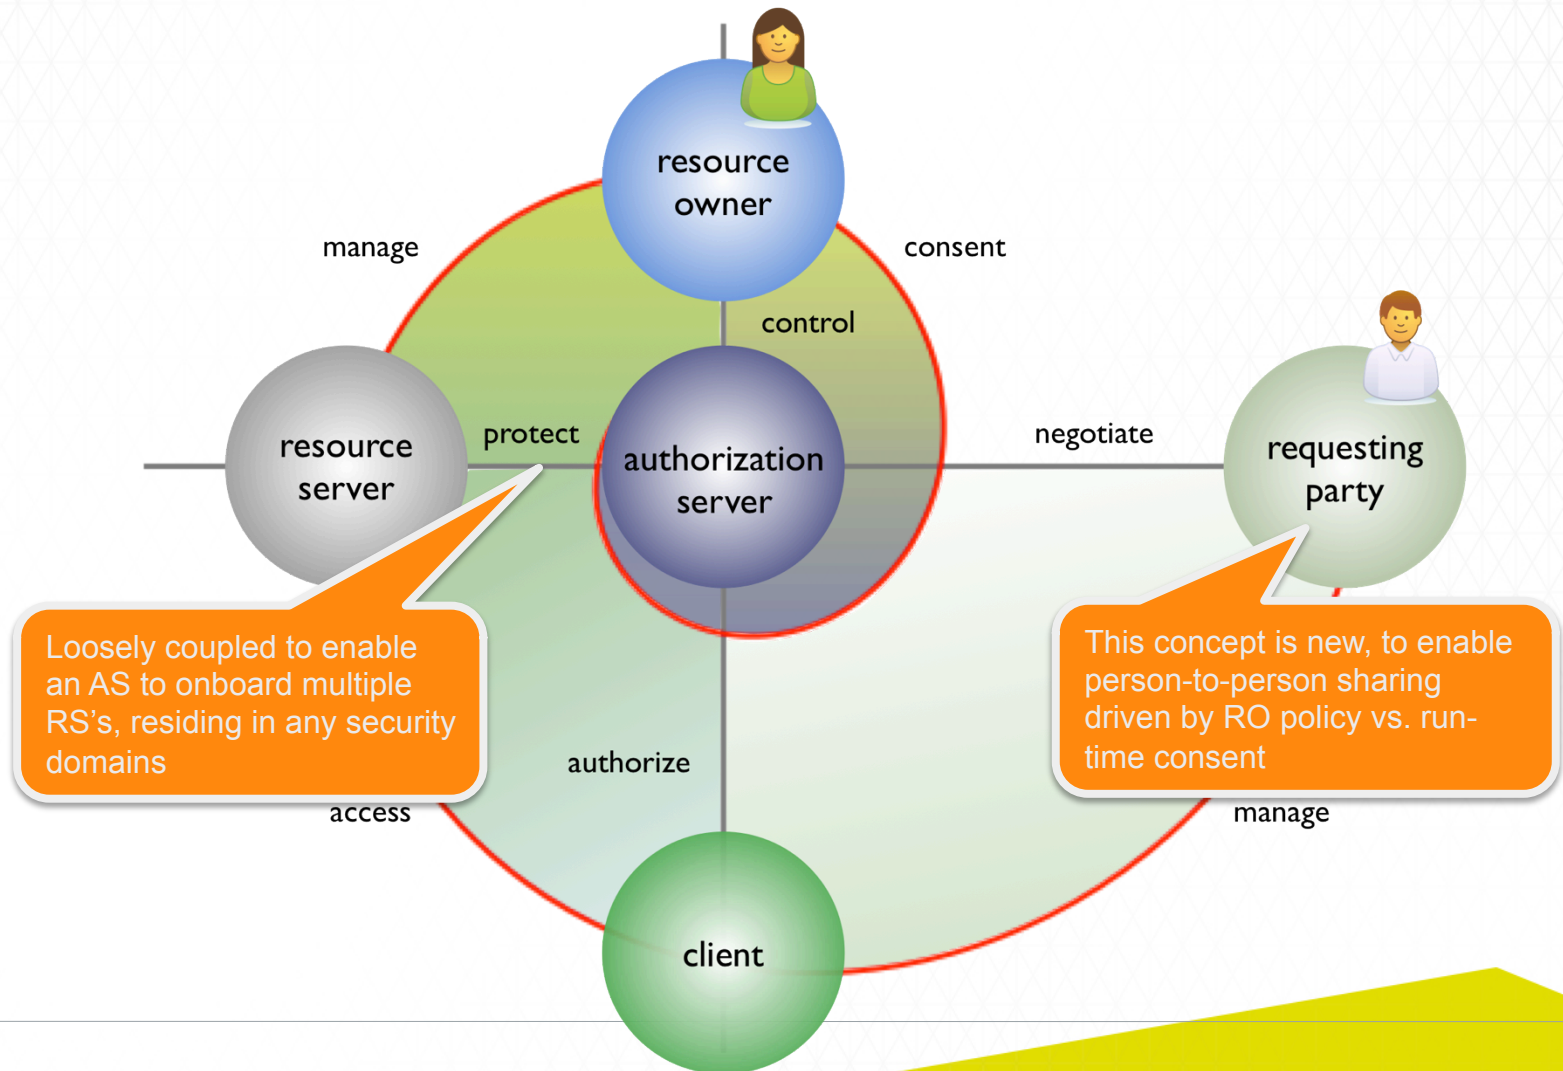 resource
owner
manage
consent
control
resource
server
protect
authorization
server
negotiate
requesting
party
Loosely coupled to enable
an AS to onboard multiple
RS's, residing in any security
domains
This concept is new, to enable
person-to-person sharing
driven by RO policy vs. run-
time consent
authorize
access
manage
client